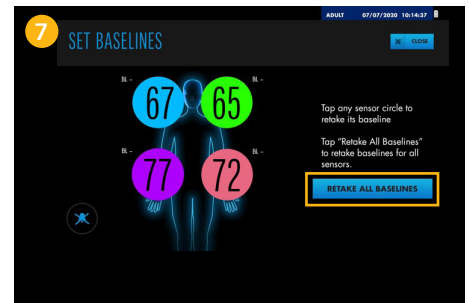 ADULT 07/07/2020 10:14:37
7
SET BASELINES
X CLOSE
BL - 67 65 BL -
BL - 77 72 BL -
Tap any sensor circle to
retake its baseline
Tap “Retake All Baselines”
to retake baselines for all
sensors.
RETAKE ALL BASELINES